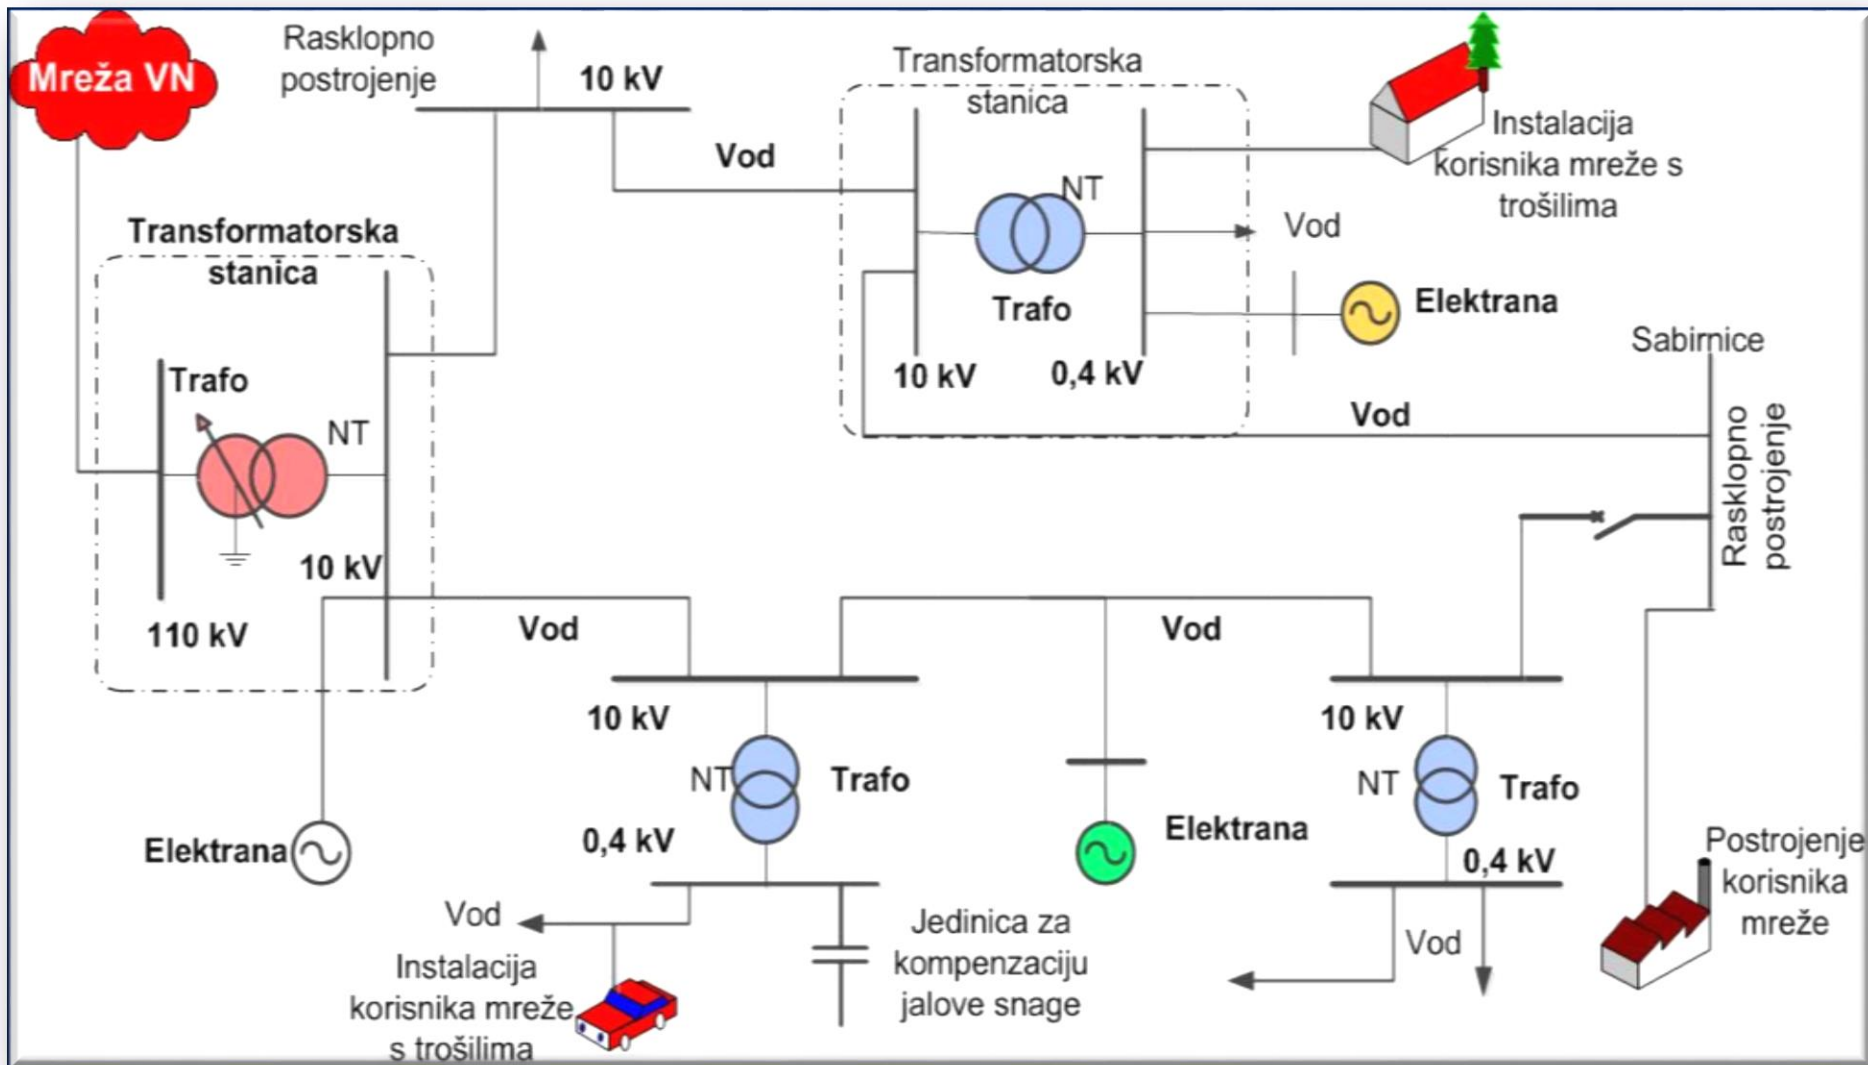 Mreža VN
Rasklopno
postrojenje
10 kV
Vod
Transformatorska
stanica
NT
Trafo
10 kV
0,4 kV
Instalacija
korisnika mreže s
trošilima
Vod
Elektrana
Transformatorska
stanica
Trafo
NT
10 kV
110 kV
Sabirnice
Vod
Rasklopno
postrojenje
Vod
10 kV
NT
Trafo
0,4 kV
Elektrana
Vod
Instalacija
korisnika mreže
s trošilima
Jedinica za
kompenzaciju
jalove snage
Vod
Elektrana
10 kV
NT
Trafo
0,4 kV
Vod
Postrojenje
korisnika
mreže